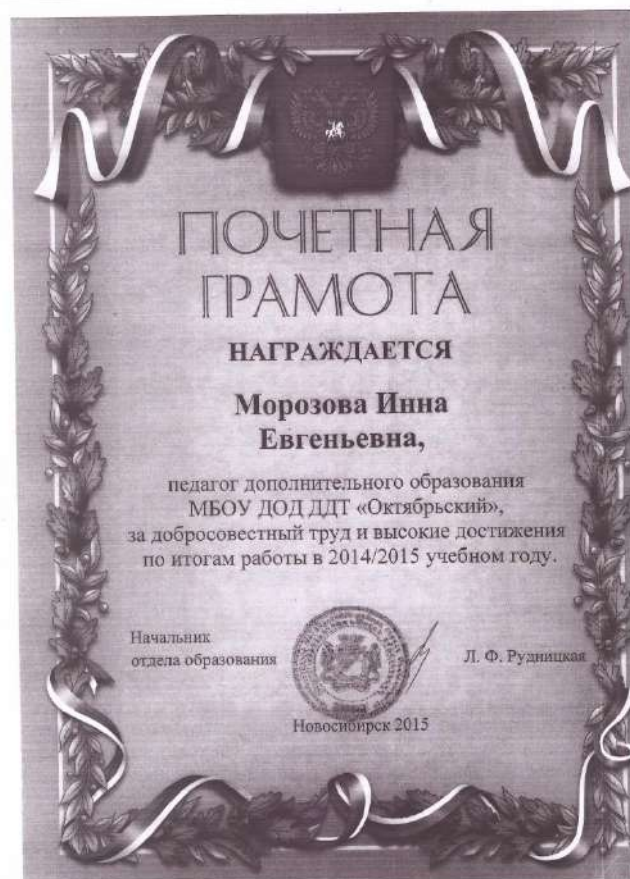 ПОЧЕТНАЯ
ГРАМОТА
НАГРАЖДАЕТСЯ
Морозова Инна
Евгеньевна,
педагог дополнительного образования
МБОУ ДОД ДДТ «Октябрьский»,
за добросовестный труд и высокие достижения
по итогам работы в 2014/2015 учебном году.
Начальник
отдела образования
Л. Ф. Рудницкая
Новосибирск 2015